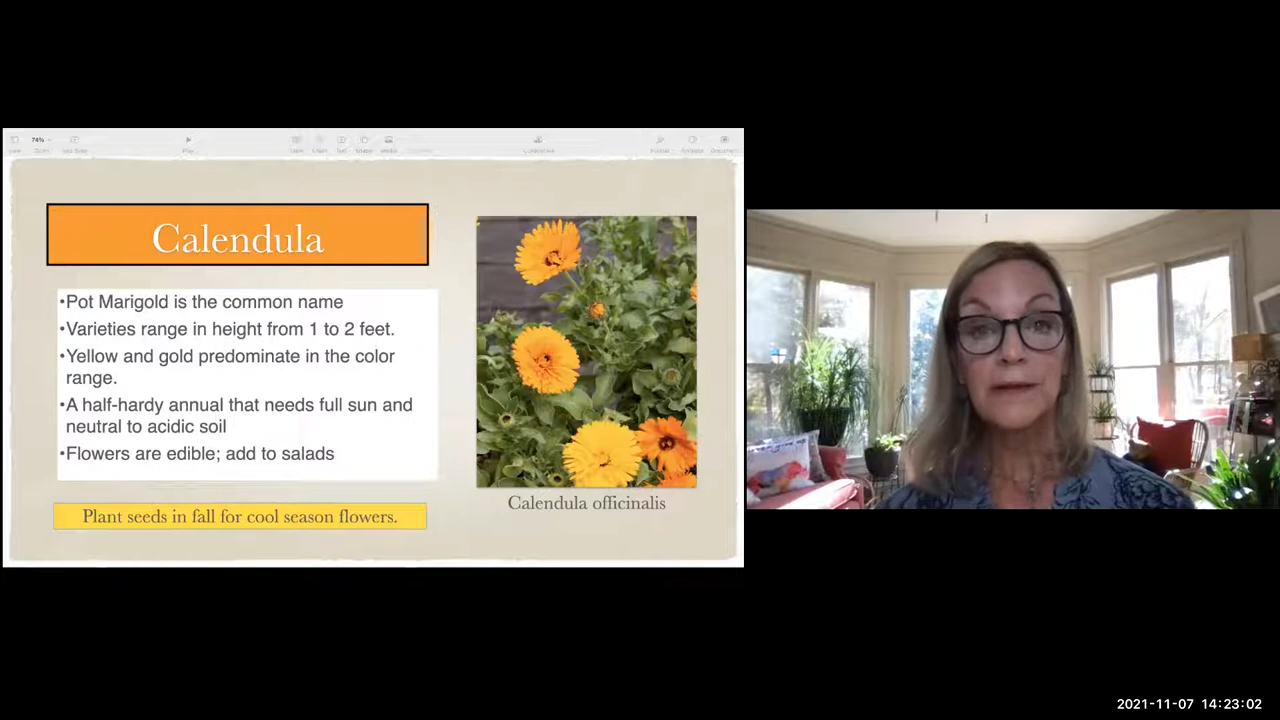 74%
Calendula
•Pot Marigold is the common name
•Varieties range in height from 1 to 2 feet.
•Yellow and gold predominate in the color
range.
•A half-hardy annual that needs full sun and
neutral to acidic soil
•Flowers are edible; add to salads
Calendula officinalis
Plant seeds in fall for cool season flowers.
2021-11-07 14:23:02